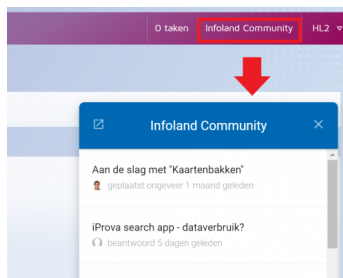 0 taken Infoland Community HL2
Infoland Community
Aan de slag met "Kaartenbakken"
geplaatst ongeveer 1 maand geleden
iProva search app - dataverbruik?
beantwoord 5 dagen geleden